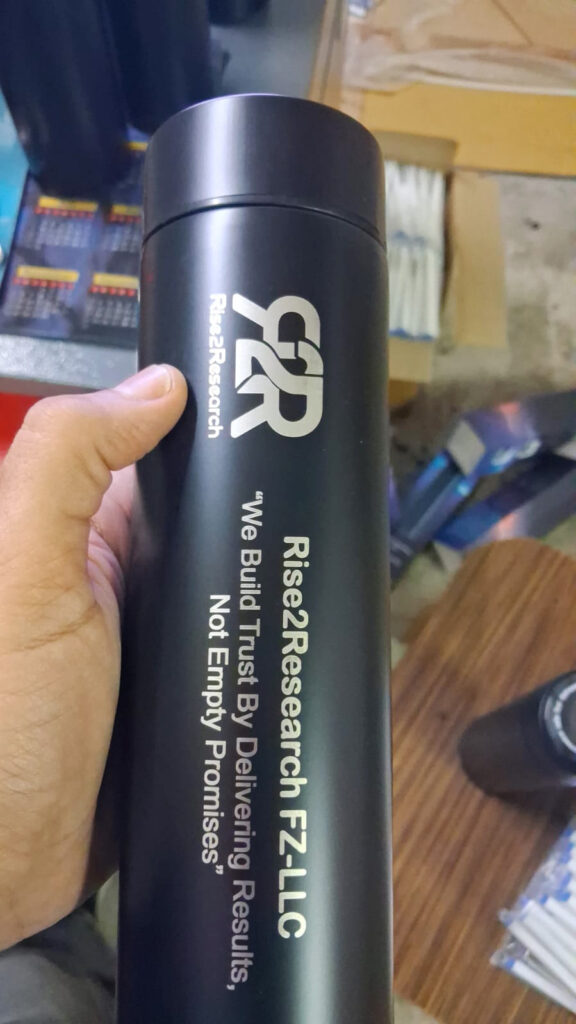 R2R
Rise2Research
Rise2Research FZ-LLC
“We Build Trust By Delivering Results,
Not Empty Promises”